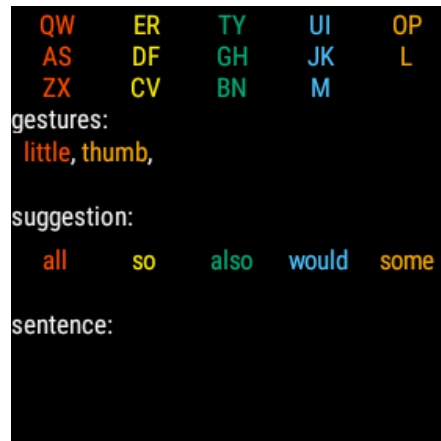 QW ER TY UI OP
AS DF GH JK L
ZX CV BN M
gestures:
little, thumb,
suggestion:
all so also would some
sentence: